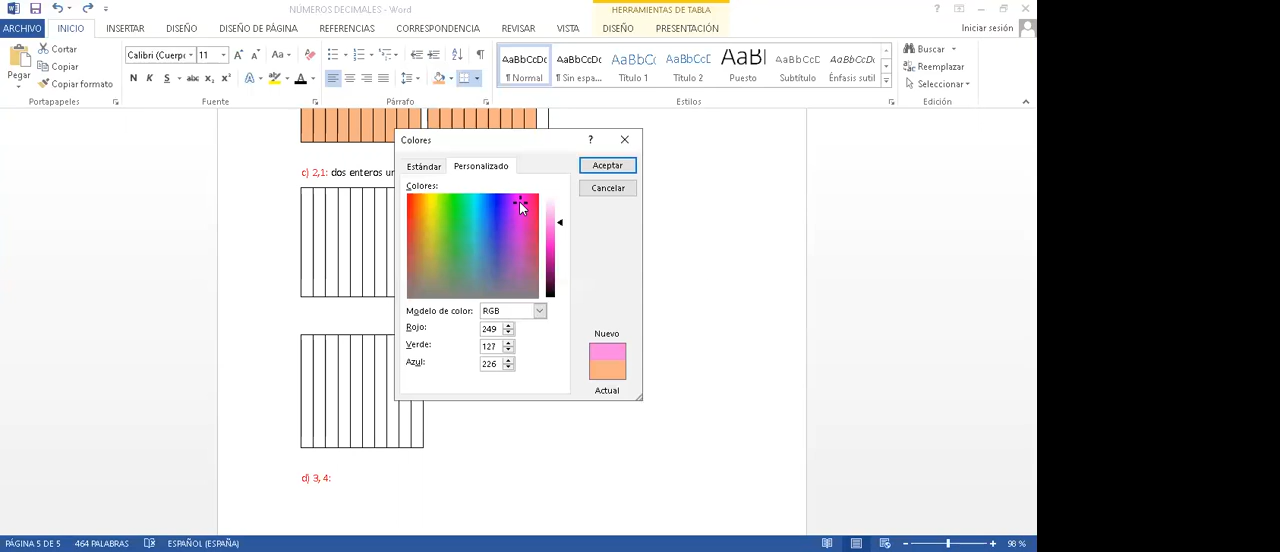 NÚMEROS DECIMALES - Word
HERRAMIENTAS DE TABLA
ARCHIVO INICIO INSERTAR DISEÑO DISEÑO DE PÁGINA REFERENCIAS CORRESPONDENCIA REVISAR VISTA DISEÑO PRESENTACIÓN Iniciar sesión
Pegar
Cortar
Copiar
Copiar formato
Portapapeles
Calibri (Cuerp 11
Fuente
Párrafo
AaBbCcDc
¶ Normal
AaBbCcDc
¶ Sin espa...
AaBbCc
Título 1
AaBbCcC
Título 2
AaBl
Puesto
AaBbCcC
Subtítulo
AaBbCcDc
Énfasis sutil
Estilos
Buscar
Reemplazar
Seleccionar
Edición
c) 2,1: dos enteros un
d) 3, 4:
Colores
Estándar Personalizado
Aceptar
Cancelar
Colores:
Modelo de color: RGB
Rojo: 249
Verde: 127
Azul: 226
Nuevo
Actual
PÁGINA 5 DE 5 464 PALABRAS ESPAÑOL (ESPAÑA) 98 %